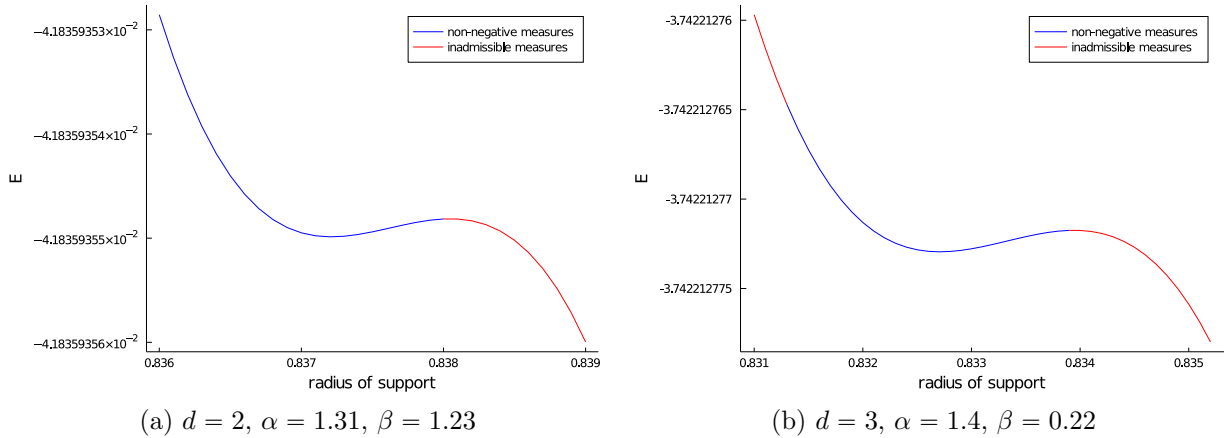 −4.18359353×10⁻²
−4.18359354×10⁻²
−4.18359355×10⁻²
−4.18359356×10⁻²
E
non-negative measures
inadmissible measures
0.836 0.837 0.838 0.839
radius of support
(a) d = 2, α = 1.31, β = 1.23
-3.74221276
-3.742212765
-3.74221277
-3.742212775
E
non-negative measures
inadmissible measures
0.831 0.832 0.833 0.834 0.835
radius of support
(b) d = 3, α = 1.4, β = 0.22